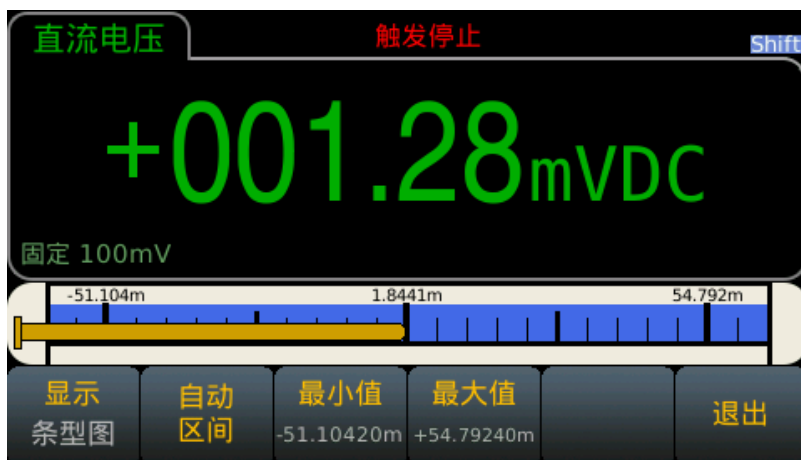 直流电压
触发停止
Shift
+001.28mVDC
固定 100mV
-51.104m 1.8441m 54.792m
显示 自动 最小值 最大值 退出
条型图 区间 -51.10420m +54.79240m